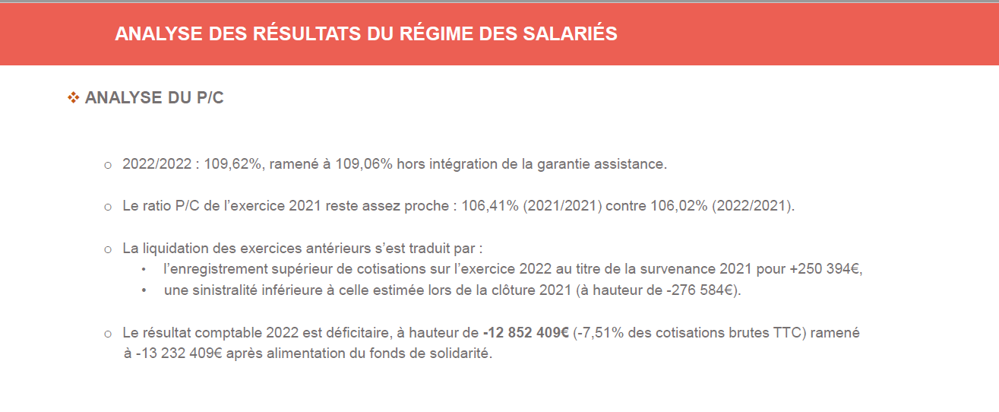 ANALYSE DES RÉSULTATS DU RÉGIME DES SALARIÉS
❖ ANALYSE DU P/C
o 2022/2022 : 109,62%, ramené à 109,06% hors intégration de la garantie assistance.
o Le ratio P/C de l’exercice 2021 reste assez proche : 106,41% (2021/2021) contre 106,02% (2022/2021).
o La liquidation des exercices antérieurs s’est traduit par :
• l’enregistrement supérieur de cotisations sur l’exercice 2022 au titre de la survenance 2021 pour +250 394€,
• une sinistralité inférieure à celle estimée lors de la clôture 2021 (à hauteur de -276 584€).
o Le résultat comptable 2022 est déficitaire, à hauteur de -12 852 409€ (-7,51% des cotisations brutes TTC) ramené
à -13 232 409€ après alimentation du fonds de solidarité.